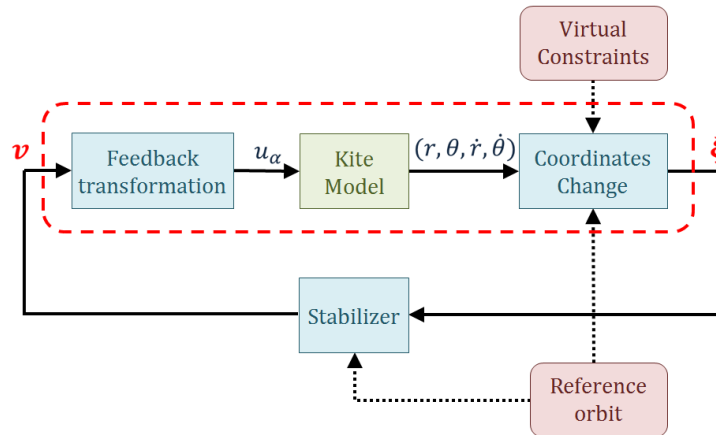 Virtual
Constraints
v
Feedback
transformation
u_α
Kite
Model
(r, θ, ṙ, θ̇)
Coordinates
Change
Stabilizer
Reference
orbit